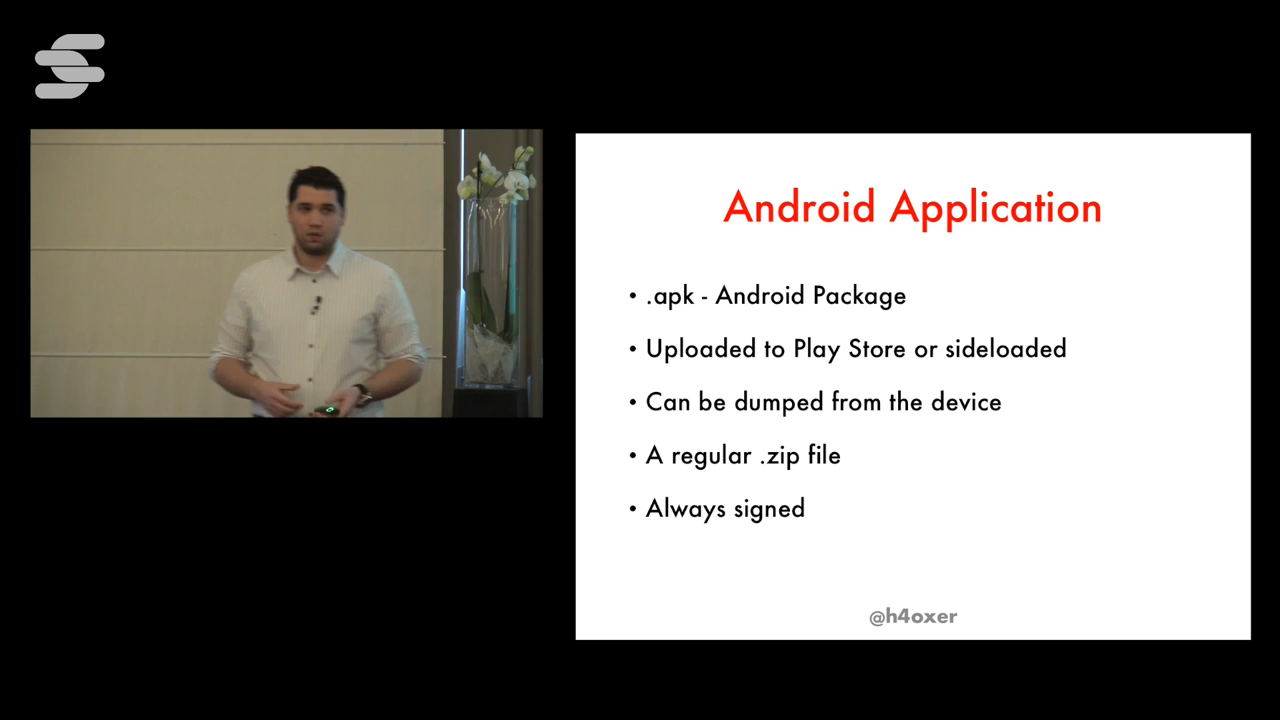 Android Application
• .apk - Android Package
• Uploaded to Play Store or sideloaded
• Can be dumped from the device
• A regular .zip file
• Always signed
@h4oxer